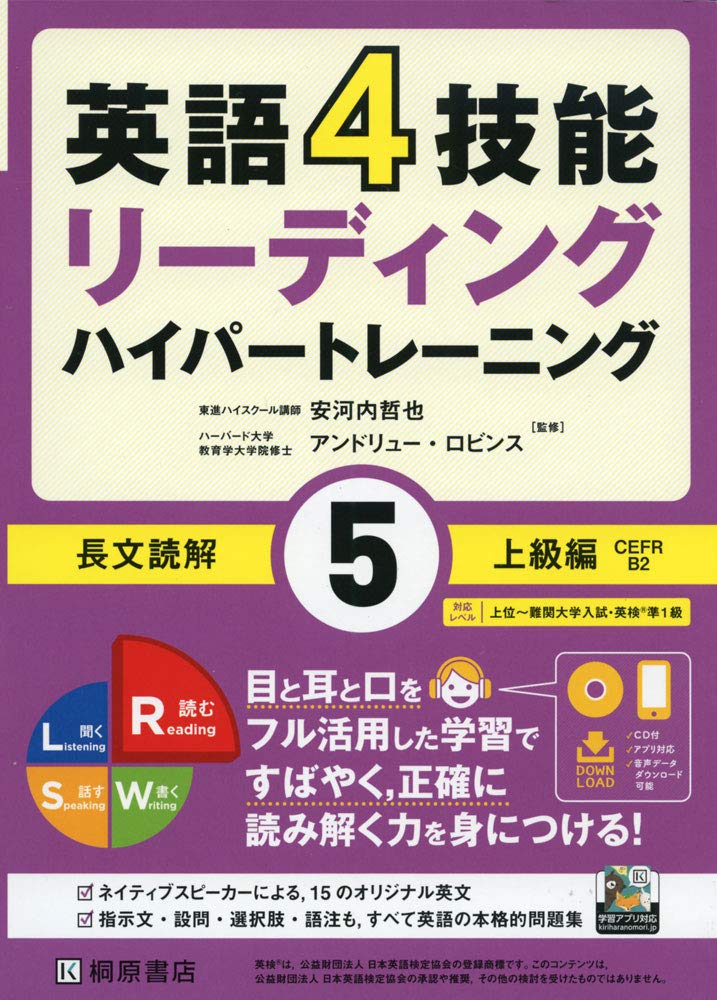 英語4技能
リーディング
ハイパートレーニング
東進ハイスクール講師 安河内哲也
ハーバード大学
教育学大学院修士 アンドリュー・ロビンス
[監修]
長文読解
5
上級編
CEFR
B2
対応
レベル
上位〜難関大学入試・英検®準1級
読む
Reading
聞く
Listening
話す
Speaking
書く
Writing
目と耳と口を
フル活用した学習で
すばやく,正確に
読み解く力を身につける!
DOWN
LOAD
✓CD付
✓アプリ対応
✓音声データ
ダウンロード
可能
☑ネイティブスピーカーによる, 15のオリジナル英文
☑指示文・設問・選択肢・語注も, すべて英語の本格的問題集
K
学習アプリ対応
kiriharanomori.jp
K 桐原書店
英検®は, 公益財団法人 日本英語検定協会の登録商標です。このコンテンツは,
公益財団法人 日本英語検定協会の承認や推奨, その他の検討を受けたものではありません。